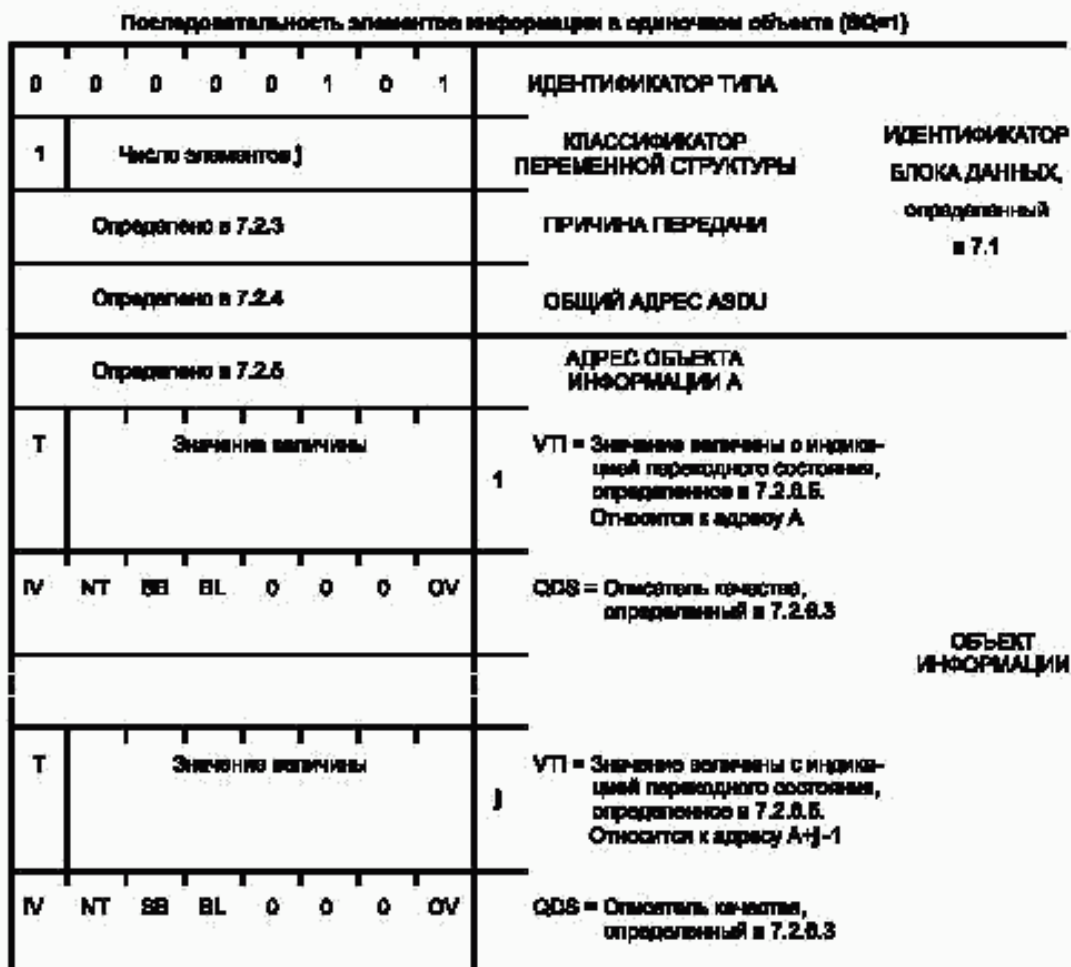 Последовательность элементов информации в одиночном объекте (SQ=1)
0 0 0 0 0 1 0 1
ИДЕНТИФИКАТОР ТИПА
1
Число элементов j
КЛАССИФИКАТОР
ПЕРЕМЕННОЙ СТРУКТУРЫ
ИДЕНТИФИКАТОР
БЛОКА ДАННЫХ,
определенный
в 7.1
Определено в 7.2.3
ПРИЧИНА ПЕРЕДАЧИ
Определено в 7.2.4
ОБЩИЙ АДРЕС ASDU
Определено в 7.2.5
АДРЕС ОБЪЕКТА
ИНФОРМАЦИИ А
T
Значение величины
1
VTI = Значение величины с индика-
цией переходного состояния,
определенное в 7.2.6.5.
Относится к адресу А
IV NT SB BL 0 0 0 OV
QDS = Описатель качества,
определенный в 7.2.6.3
ОБЪЕКТ
ИНФОРМАЦИИ
T
Значение величины
j
VTI = Значение величины с индика-
цией переходного состояния,
определенное в 7.2.6.5.
Относится к адресу А+j-1
IV NT SB BL 0 0 0 OV
QDS = Описатель качества,
определенный в 7.2.6.3